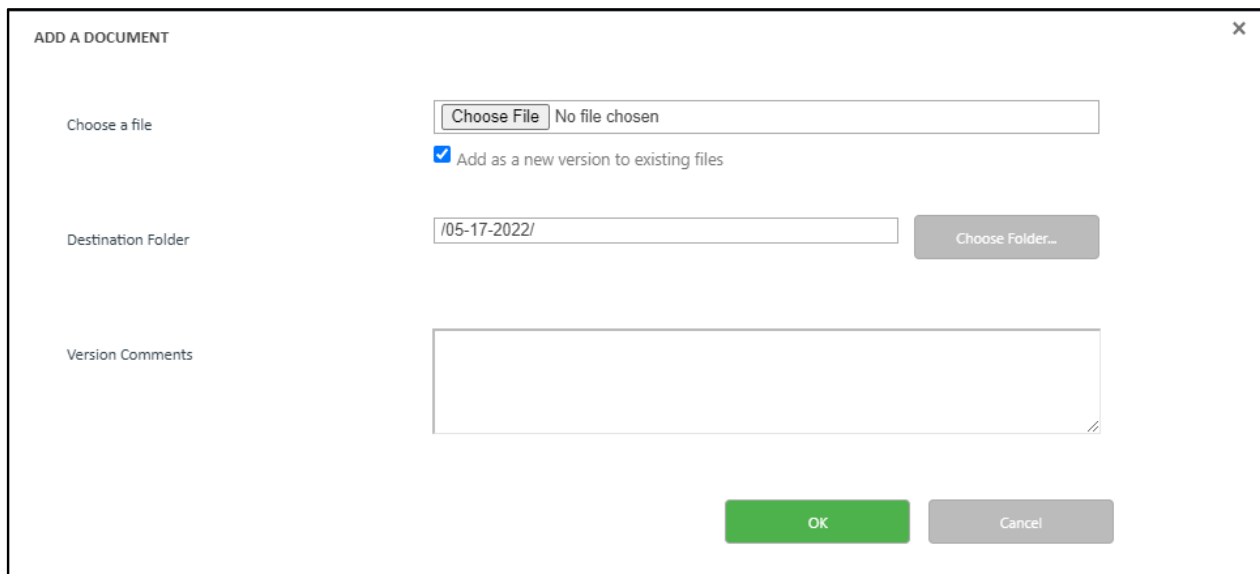 ADD A DOCUMENT
×
Choose a file
Choose File No file chosen
Add as a new version to existing files
Destination Folder
/05-17-2022/
Choose Folder...
Version Comments
OK
Cancel